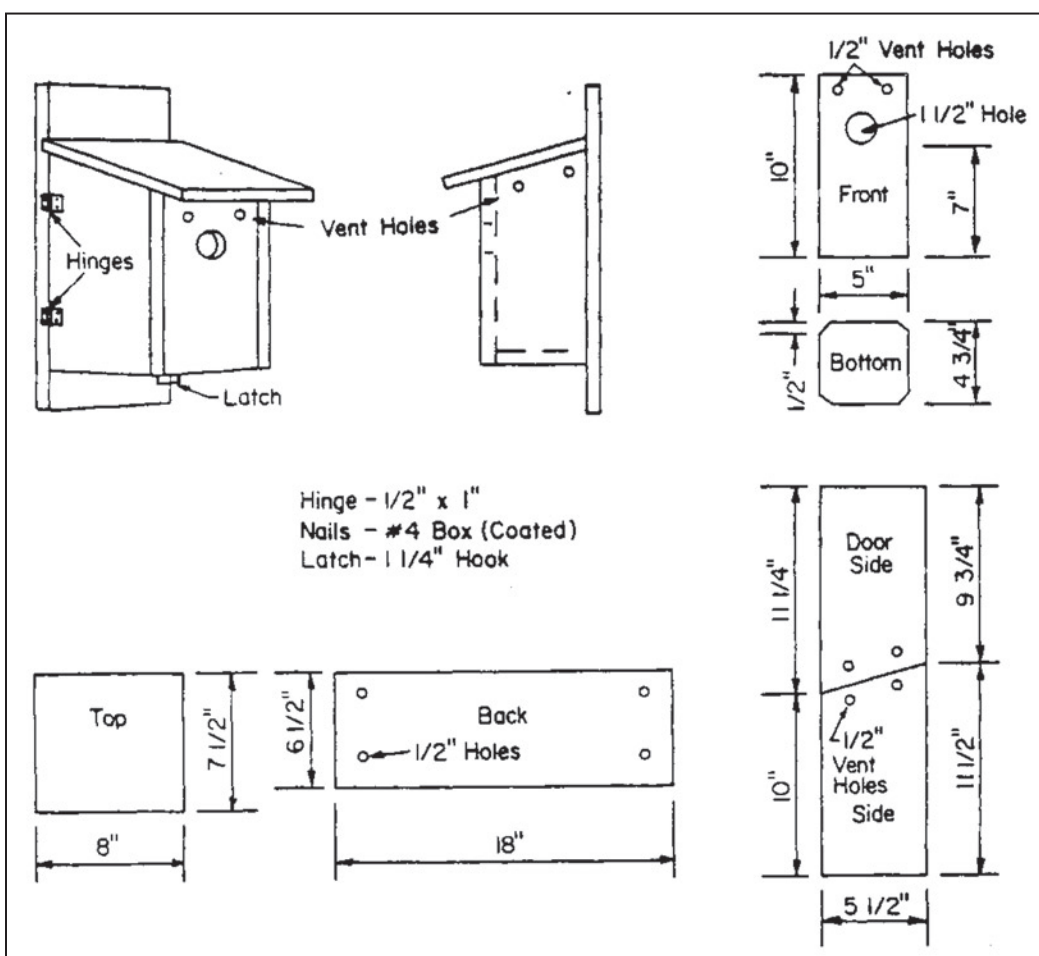 1/2" Vent Holes
1 1/2" Hole
10"
Front
7"
5"
Vent Holes
Hinges
Latch
Bottom
1/2"
4 3/4"
Hinge - 1/2" x 1"
Nails - #4 Box (Coated)
Latch - 1 1/4" Hook
Door
Side
11 1/4"
9 3/4"
Top
7 1/2"
8"
6 1/2"
Back
1/2" Holes
18"
1/2"
Vent
Holes
Side
10"
11 1/2"
5 1/2"